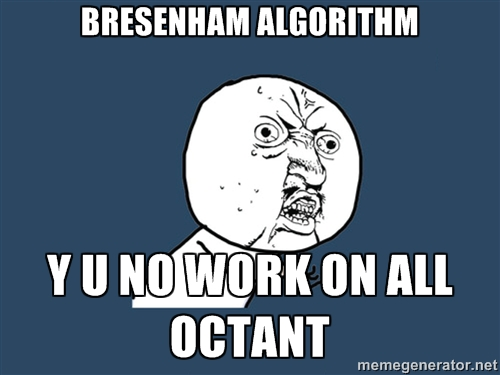 BRESENHAM ALGORITHM
Y U NO WORK ON ALL
OCTANT
memegenerator.net